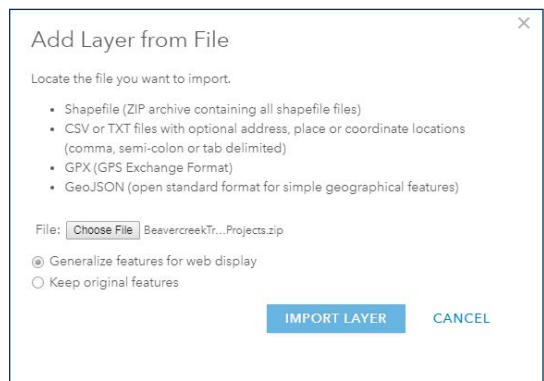 Add Layer from File
Locate the file you want to import.
• Shapefile (ZIP archive containing all shapefile files)
• CSV or TXT files with optional address, place or coordinate locations
(comma, semi-colon or tab delimited)
• GPX (GPS Exchange Format)
• GeoJSON (open standard format for simple geographical features)
File: Choose File BeavercreekTr...Projects.zip
Generalize features for web display
Keep original features
IMPORT LAYER CANCEL